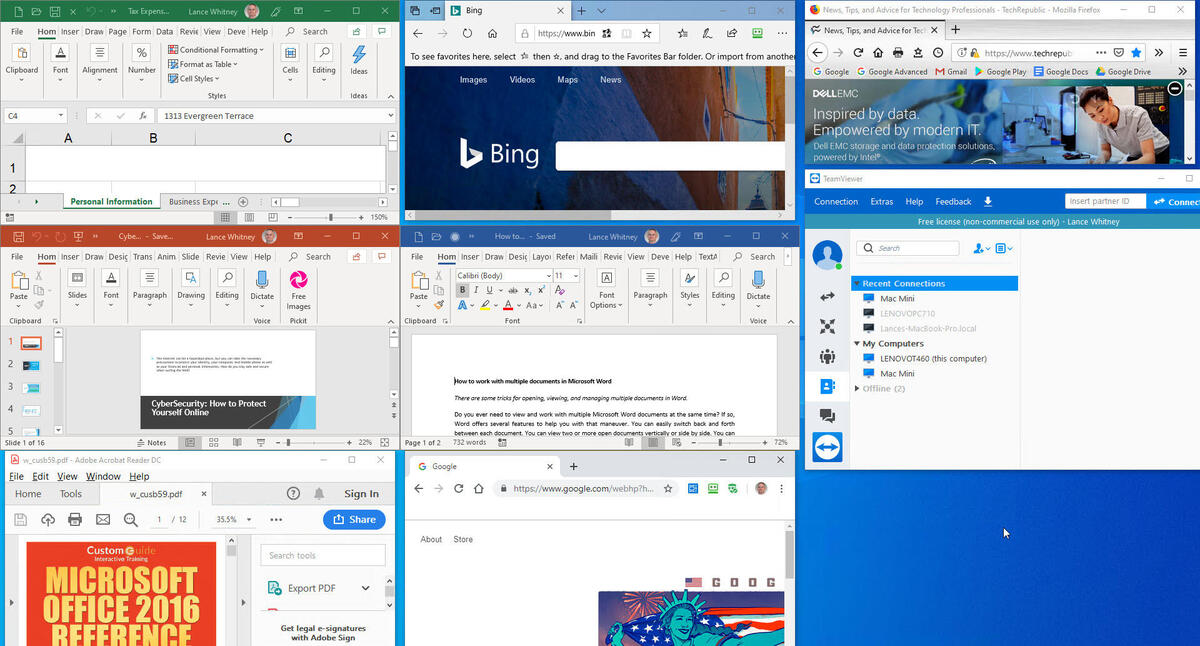 Tax Expens... Lance Whitney
File Hom Inser Draw Page Form Data Revi View Deve Help Search
Clipboard Font Alignment Number
Conditional Formatting
Format as Table
Cell Styles
Styles
Cells Editing Ideas
Ideas
C4 1313 Evergreen Terrace
A B C
1
2
Personal Information Business Expe ...
150%
Bing
https://www.bin
To see favorites here, select ☆ then ☆, and drag to the Favorites Bar folder. Or import from another
Images Videos Maps News
Bing
News, Tips, and Advice for Technology Professionals - TechRepublic - Mozilla Firefox
News, Tips, and Advice for Tech
https://www.techrepub
Google Google Advanced Gmail Google Play Google Docs Google Drive
DELLEMC
Inspired by data.
Empowered by modern IT.
Dell EMC storage and data protection solutions,
powered by Intel®
TeamViewer
Connection Extras Help Feedback Insert partner ID Connec
Free license (non-commercial use only) - Lance Whitney
Search
Recent Connections
Mac Mini
LENOVOPC710
Lances-MacBook-Pro.local
My Computers
LENOVOT460 (this computer)
Mac Mini
Offline (2)
Cybe... - Save... Lance Whitney
File Hom Inser Draw Desig Trans Anim Slide Revie View Help Search
Paste Slides Font Paragraph Drawing Editing Dictate Free
Images
Clipboard Voice Pickit
1
2
3
4
5
CyberSecurity: How to Protect
Yourself Online
Slide 1 of 16 Notes 22%
How to... - Saved Lance Whitney
File Hom Inser Draw Desig Layou Refer Maili Revie View Deve Help TextA
Paste Calibri (Body) 11
B I U ab x₂ x² A
A A Aa A A
Font
Options Paragraph Styles Editing Dictate
Clipboard Font Voice
How to work with multiple documents in Microsoft Word
There are some tricks for opening, viewing, and managing multiple documents in Word.
Do you ever need to view and work with multiple Microsoft Word documents at the same time? If so,
Word offers several features to help you with that maneuver. You can easily switch back and forth
between each document. You can view two or more open documents vertically or side by side. You can
Page 1 of 2 732 words 72%
w_cusb59.pdf - Adobe Acrobat Reader DC
File Edit View Window Help
Home Tools w_cusb59.pdf Sign In
1 / 12 35.5% Share
CustomGuide
Interactive Training
MICROSOFT
OFFICE 2016
REFERENCE
Search tools
Export PDF
Get legal e-signatures
with Adobe Sign
Google
https://www.google.com/webhp?h...
About Store
G O O G